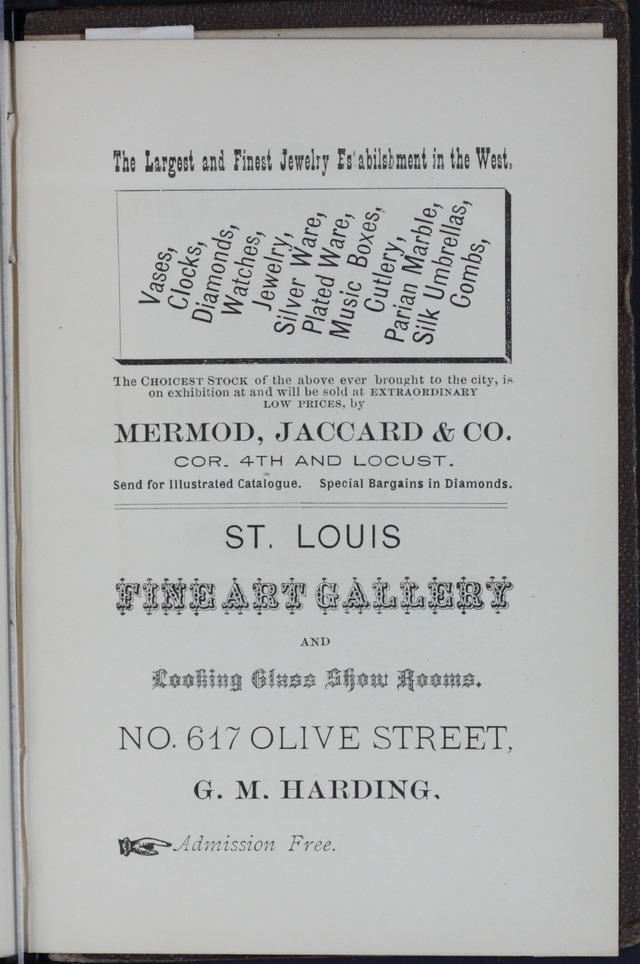 The Largest and Finest Jewelry Es'abilshment in the West.
Vases,
Clocks,
Diamonds,
Watches,
Jewelry,
Silver Ware,
Plated Ware,
Music Boxes,
Cutlery,
Parian Marble,
Silk Umbrellas,
Combs,
The CHOICEST STOCK of the above ever brought to the city, is
on exhibition at and will be sold at EXTRAORDINARY
LOW PRICES, by
MERMOD, JACCARD & CO.
COR. 4TH AND LOCUST.
Send for Illustrated Catalogue. Special Bargains in Diamonds.
ST. LOUIS
FINE ART GALLERY
AND
Looking Glass Show Rooms.
NO. 617 OLIVE STREET,
G. M. HARDING.
Admission Free.